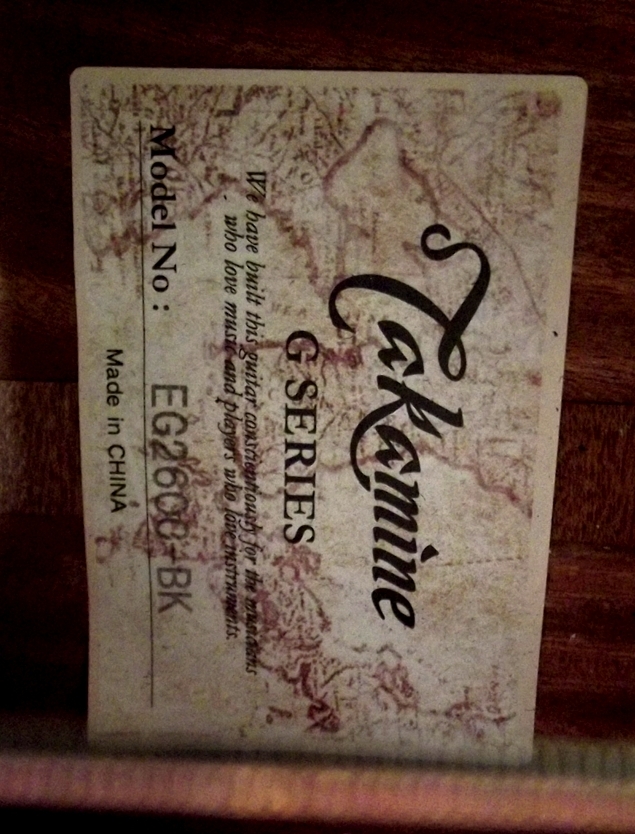 Takamine
G SERIES
We have built this guitar conscientiously for the musicians
who love music and players who love instruments.
Model No : EG260C-BK
Made in CHINA